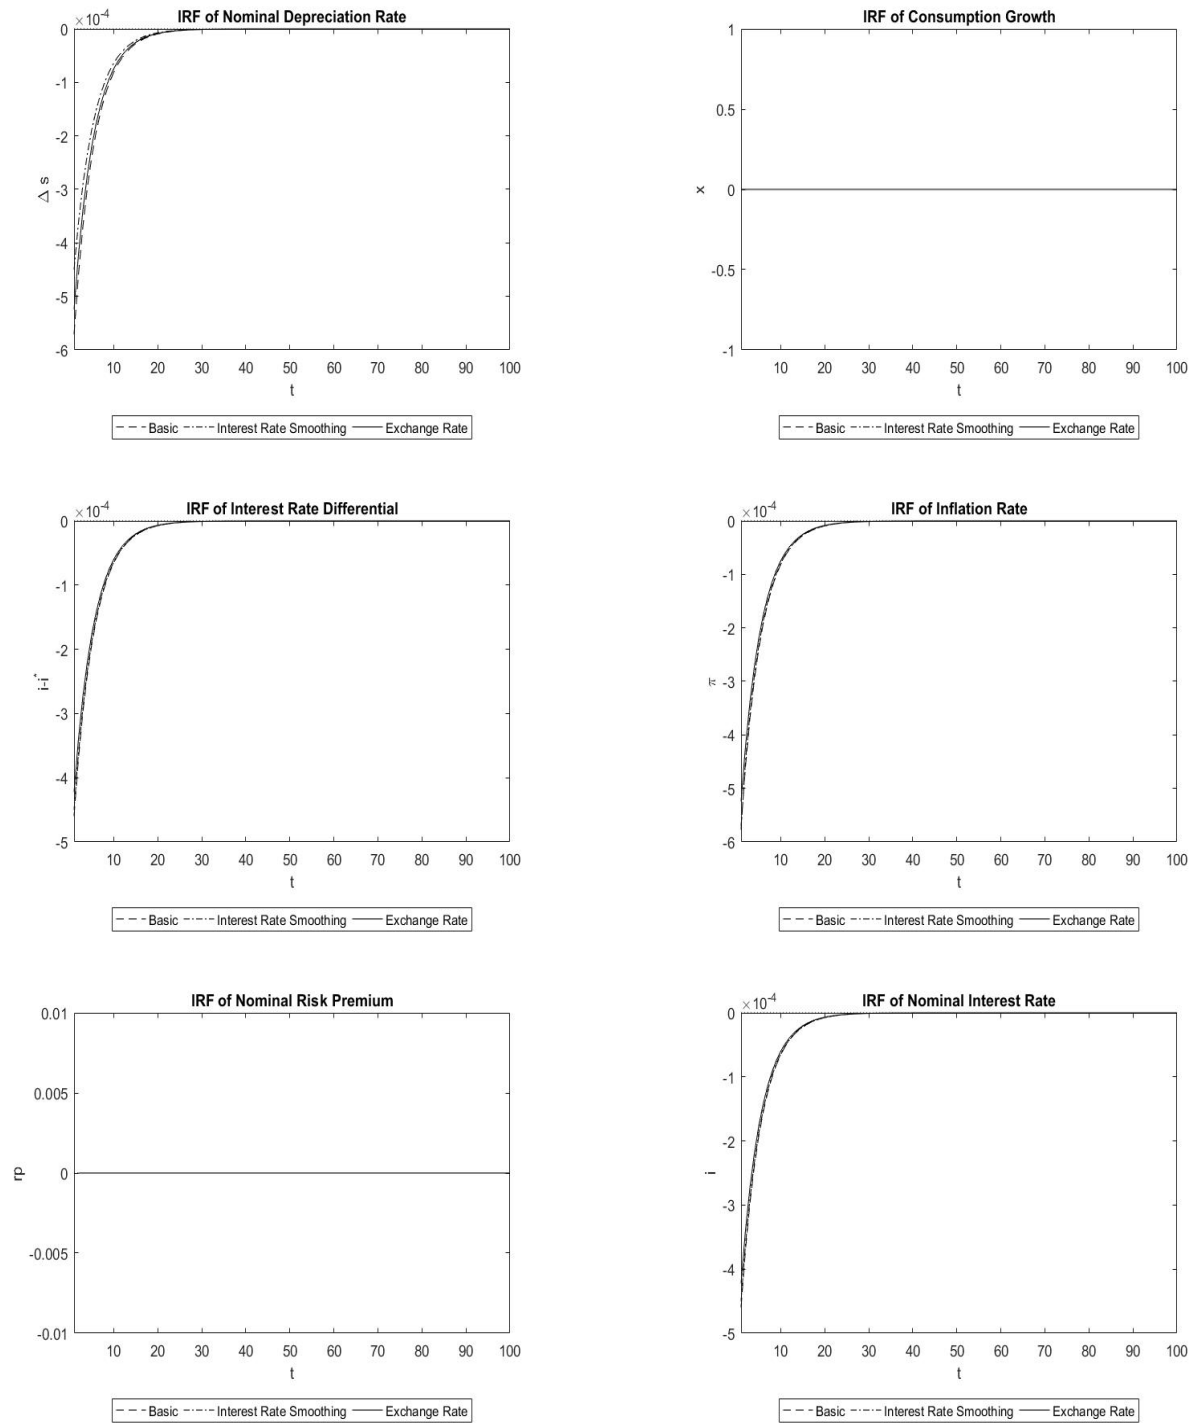 IRF of Nominal Depreciation Rate
×10⁻⁴
0
-1
-2
-3
-4
-5
-6
Δ s
10 20 30 40 50 60 70 80 90 100
t
Basic Interest Rate Smoothing Exchange Rate
IRF of Consumption Growth
1
0.5
0
-0.5
-1
x
10 20 30 40 50 60 70 80 90 100
t
Basic Interest Rate Smoothing Exchange Rate
IRF of Interest Rate Differential
×10⁻⁴
0
-1
-2
-3
-4
-5
i-i*
10 20 30 40 50 60 70 80 90 100
t
Basic Interest Rate Smoothing Exchange Rate
IRF of Inflation Rate
×10⁻⁴
0
-1
-2
-3
-4
-5
-6
π
10 20 30 40 50 60 70 80 90 100
t
Basic Interest Rate Smoothing Exchange Rate
IRF of Nominal Risk Premium
0.01
0.005
0
-0.005
-0.01
rp
10 20 30 40 50 60 70 80 90 100
t
Basic Interest Rate Smoothing Exchange Rate
IRF of Nominal Interest Rate
×10⁻⁴
0
-1
-2
-3
-4
-5
i
10 20 30 40 50 60 70 80 90 100
t
Basic Interest Rate Smoothing Exchange Rate